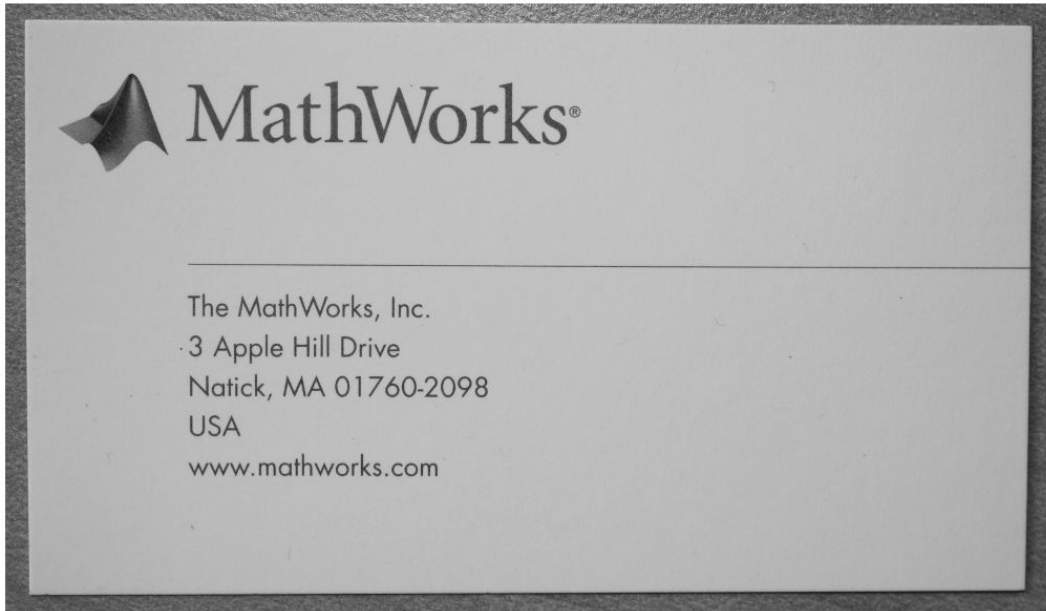 MathWorks®
The MathWorks, Inc.
3 Apple Hill Drive
Natick, MA 01760-2098
USA
www.mathworks.com